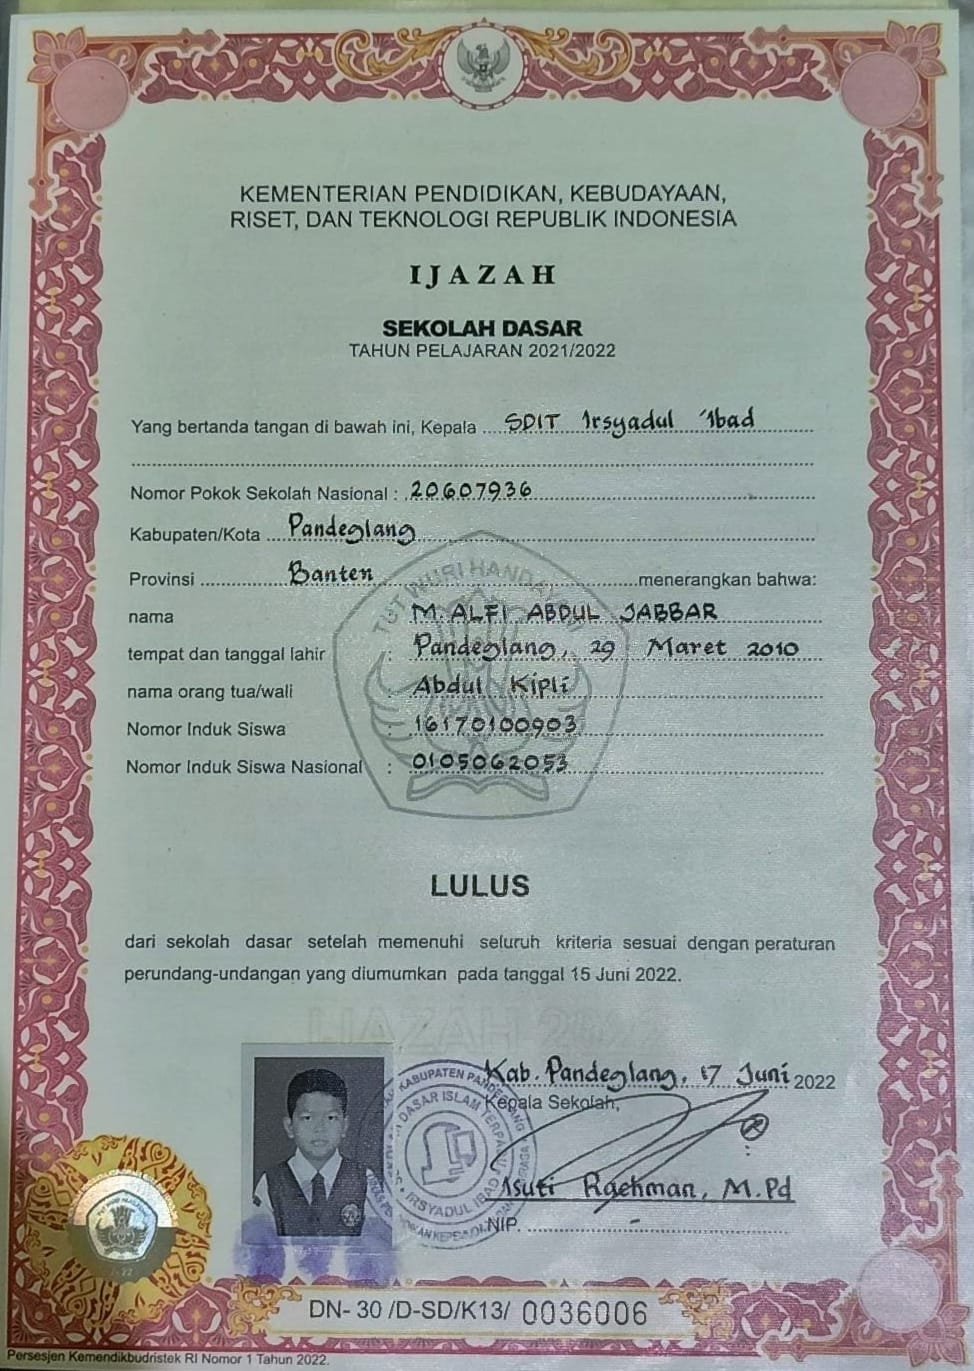 KEMENTERIAN PENDIDIKAN, KEBUDAYAAN,
RISET, DAN TEKNOLOGI REPUBLIK INDONESIA
IJAZAH
SEKOLAH DASAR
TAHUN PELAJARAN 2021/2022
Yang bertanda tangan di bawah ini, Kepala SDIT Irsyadul 'Ibad
Nomor Pokok Sekolah Nasional : 20607936
Kabupaten/Kota Pandeglang
Provinsi Banten menerangkan bahwa:
nama : M. ALFI ABDUL JABBAR
tempat dan tanggal lahir : Pandeglang, 29 Maret 2010
nama orang tua/wali : Abdul Kipli
Nomor Induk Siswa : 16170100903
Nomor Induk Siswa Nasional : 0105062053
TUT WURI HANDAYANI
LULUS
dari sekolah dasar setelah memenuhi seluruh kriteria sesuai dengan peraturan
perundang-undangan yang diumumkan pada tanggal 15 Juni 2022.
IJAZAH 2022
Kab. Pandeglang, 17 Juni 2022
Kepala Sekolah,
KABUPATEN PANDEGLANG
DASAR ISLAM TERPADU
IRSYADUL IBAD
Isuti Rachman, M.Pd
NIP. -
DN- 30 /D-SD/K13/ 0036006
Persesjen Kemendikbudristek RI Nomor 1 Tahun 2022.